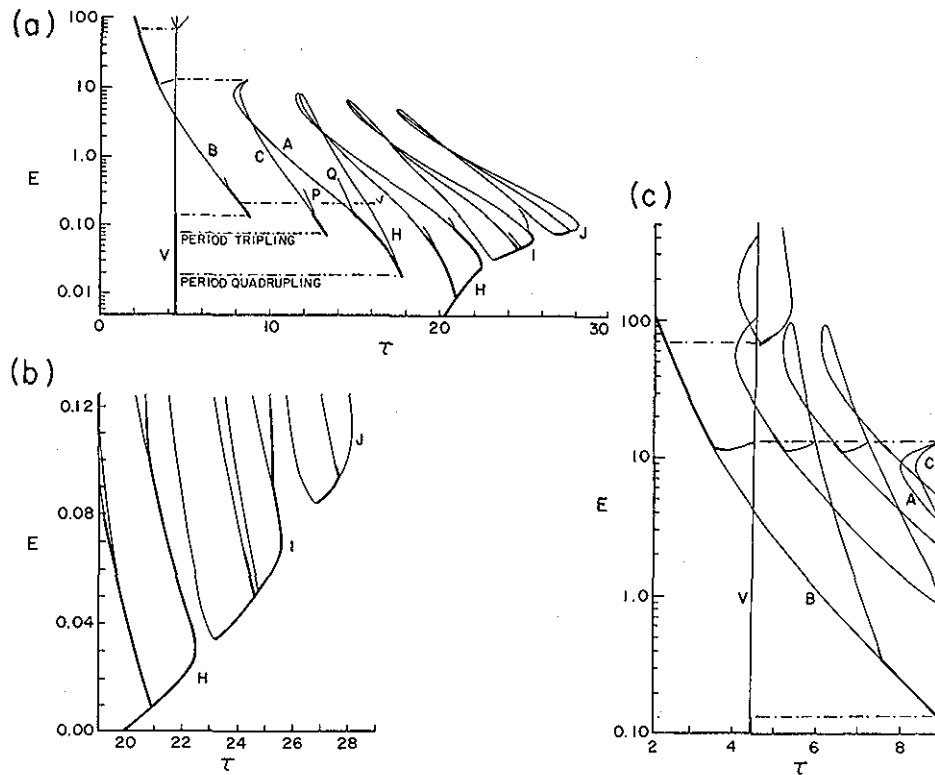 (a)
100
10
1.0
0.10
0.01
E
V
B
C
A
Q
P
H
H
I
J
PERIOD TRIPLING
PERIOD QUADRUPLING
0
10
20
30
τ
(b)
0.12
0.08
0.04
0.00
E
H
I
J
20
22
24
26
28
τ
(c)
100
10
1.0
0.10
E
V
B
A
C
2
4
6
8
τ